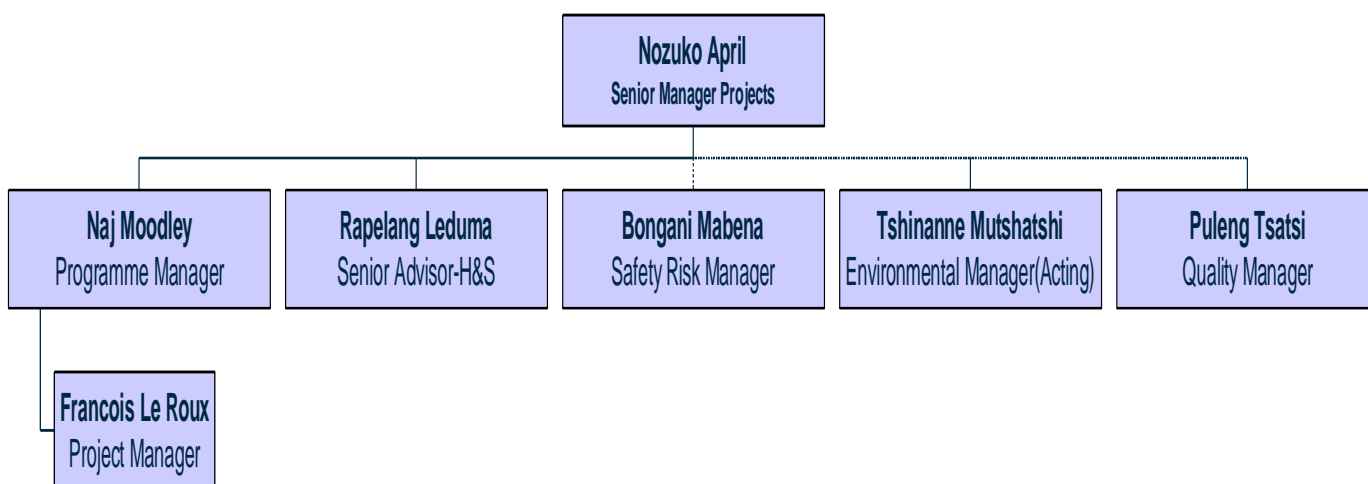 Nozuko April
Senior Manager Projects
Naj Moodley
Programme Manager
Rapelang Leduma
Senior Advisor-H&S
Bongani Mabena
Safety Risk Manager
Tshinanne Mutshatshi
Environmental Manager(Acting)
Puleng Tsatsi
Quality Manager
Francois Le Roux
Project Manager